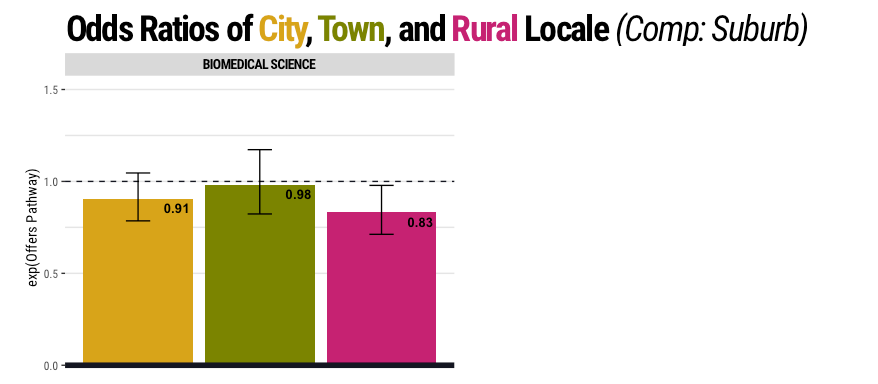 Odds Ratios of City, Town, and Rural Locale (Comp: Suburb)
BIOMEDICAL SCIENCE
exp(Offers Pathway)
1.5
1.0
0.5
0.0
0.91
0.98
0.83